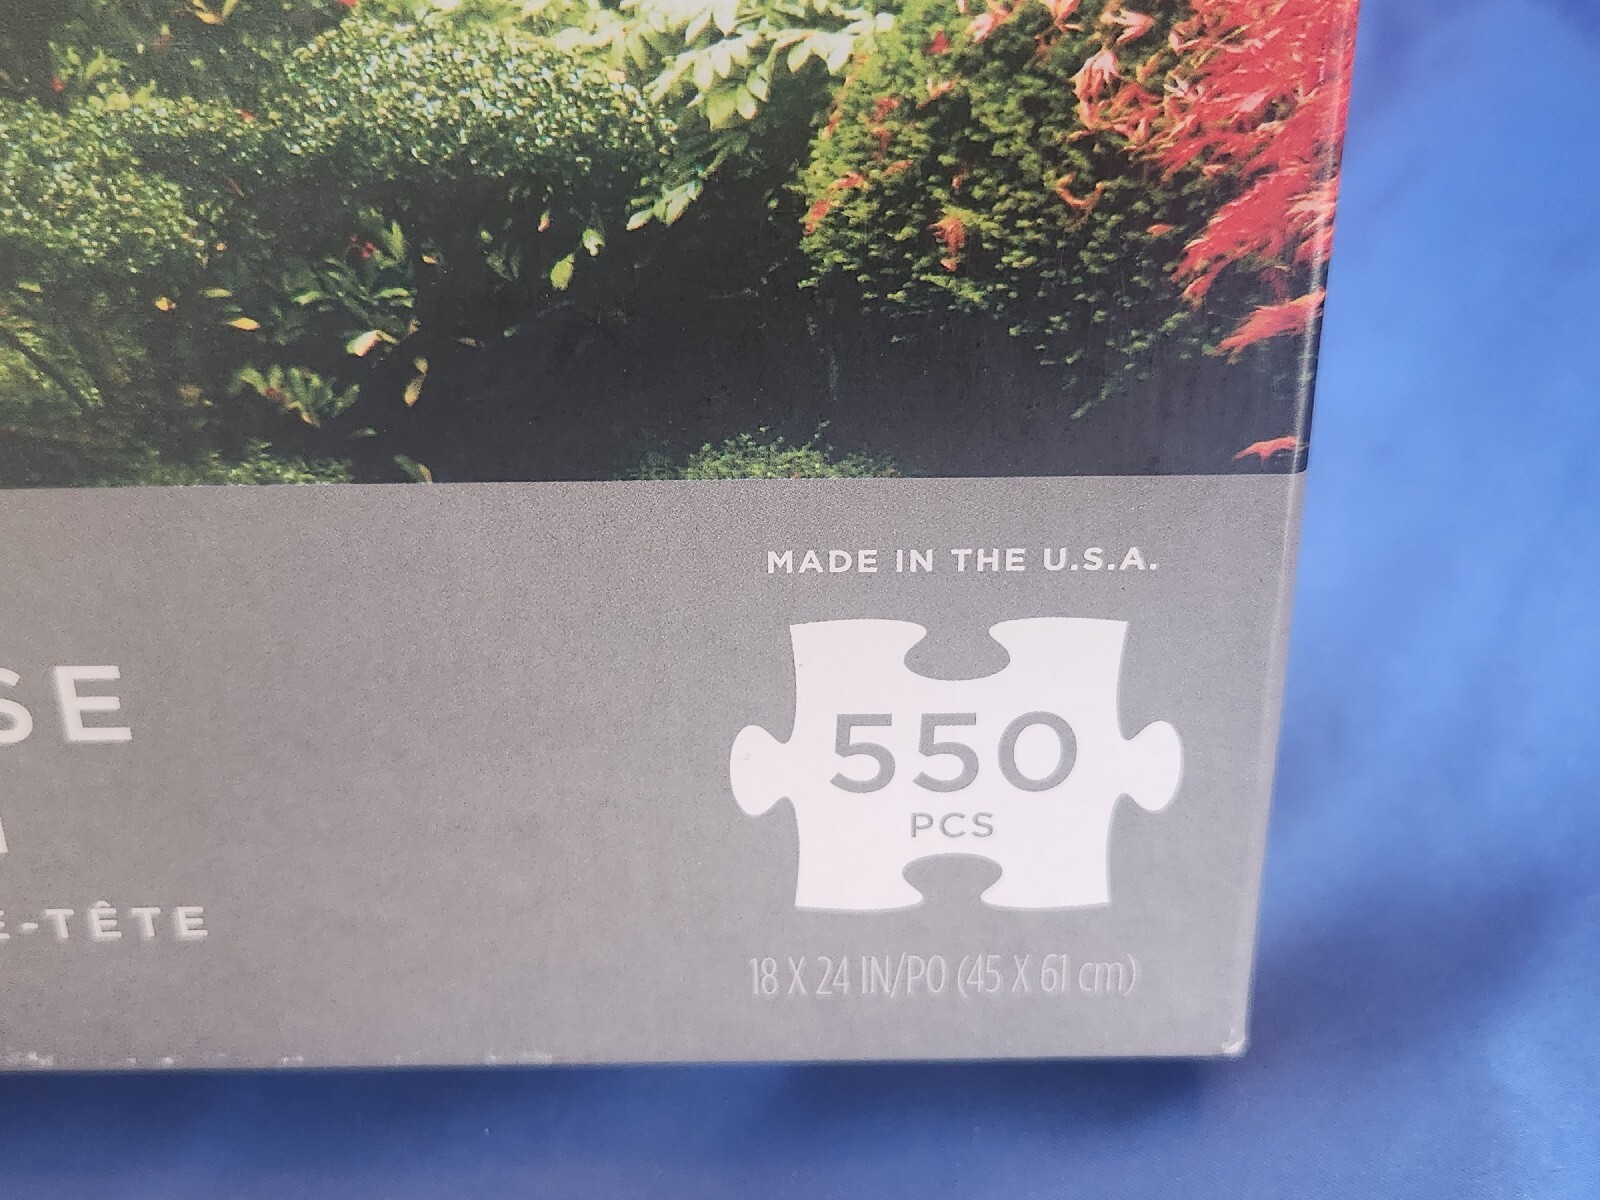 MADE IN THE U.S.A.
550
PCS
18 X 24 IN/PO (45 X 61 cm)
SE
E-TÊTE